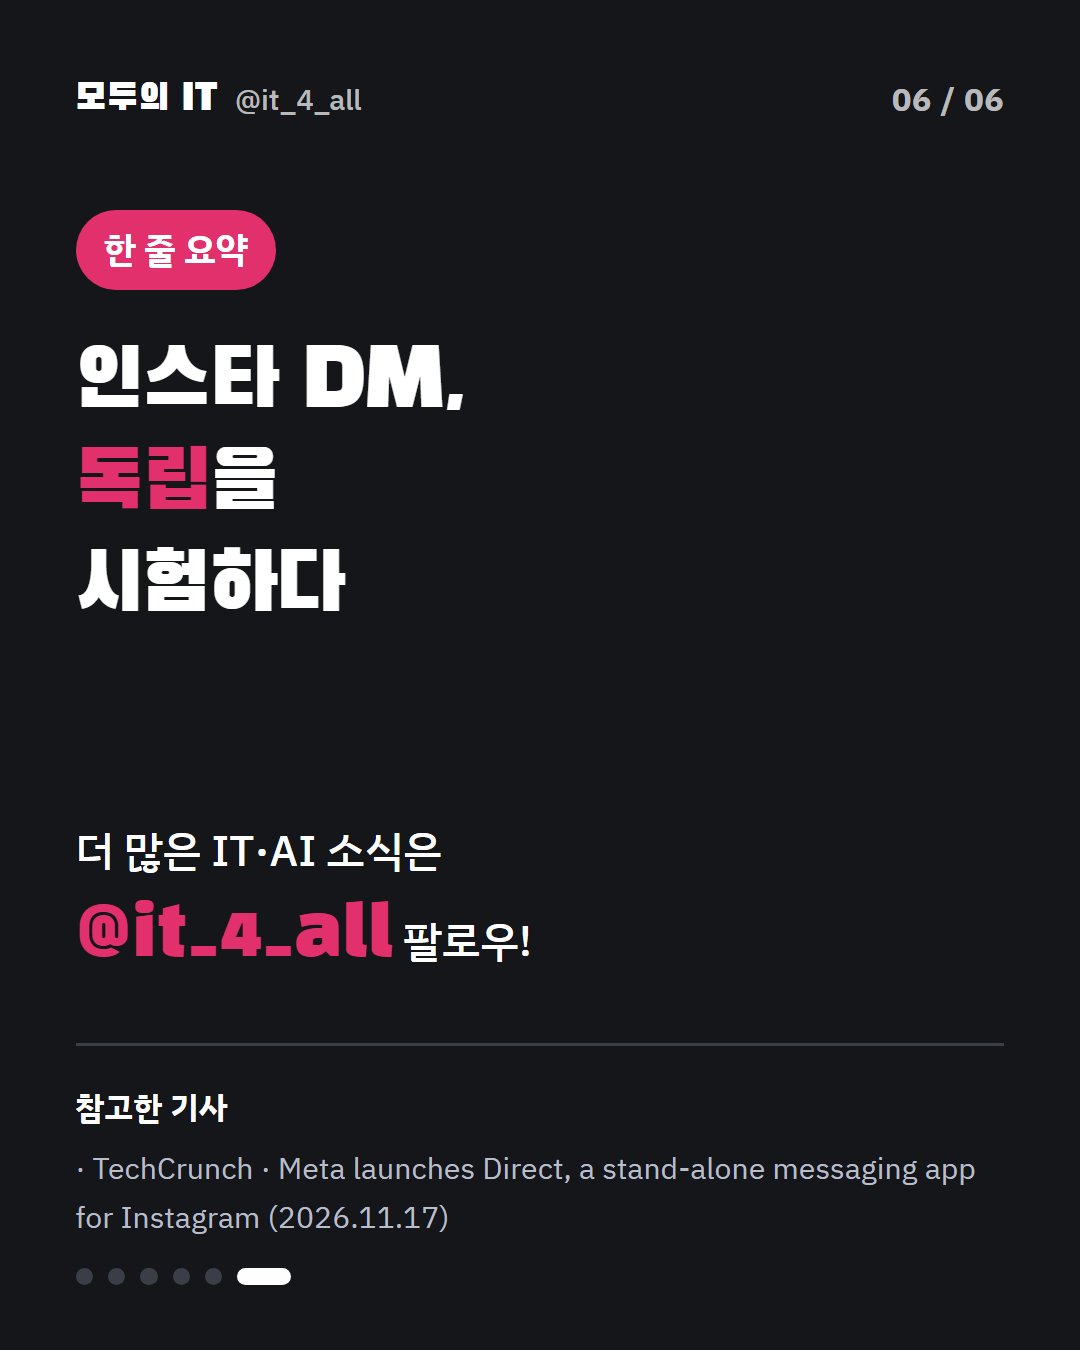 모두의 IT @it_4_all
06 / 06
한 줄 요약
인스타 DM,
독립을
시험하다
더 많은 IT·AI 소식은
@it_4_all 팔로우!
참고한 기사
· TechCrunch · Meta launches Direct, a stand-alone messaging app
for Instagram (2026.11.17)